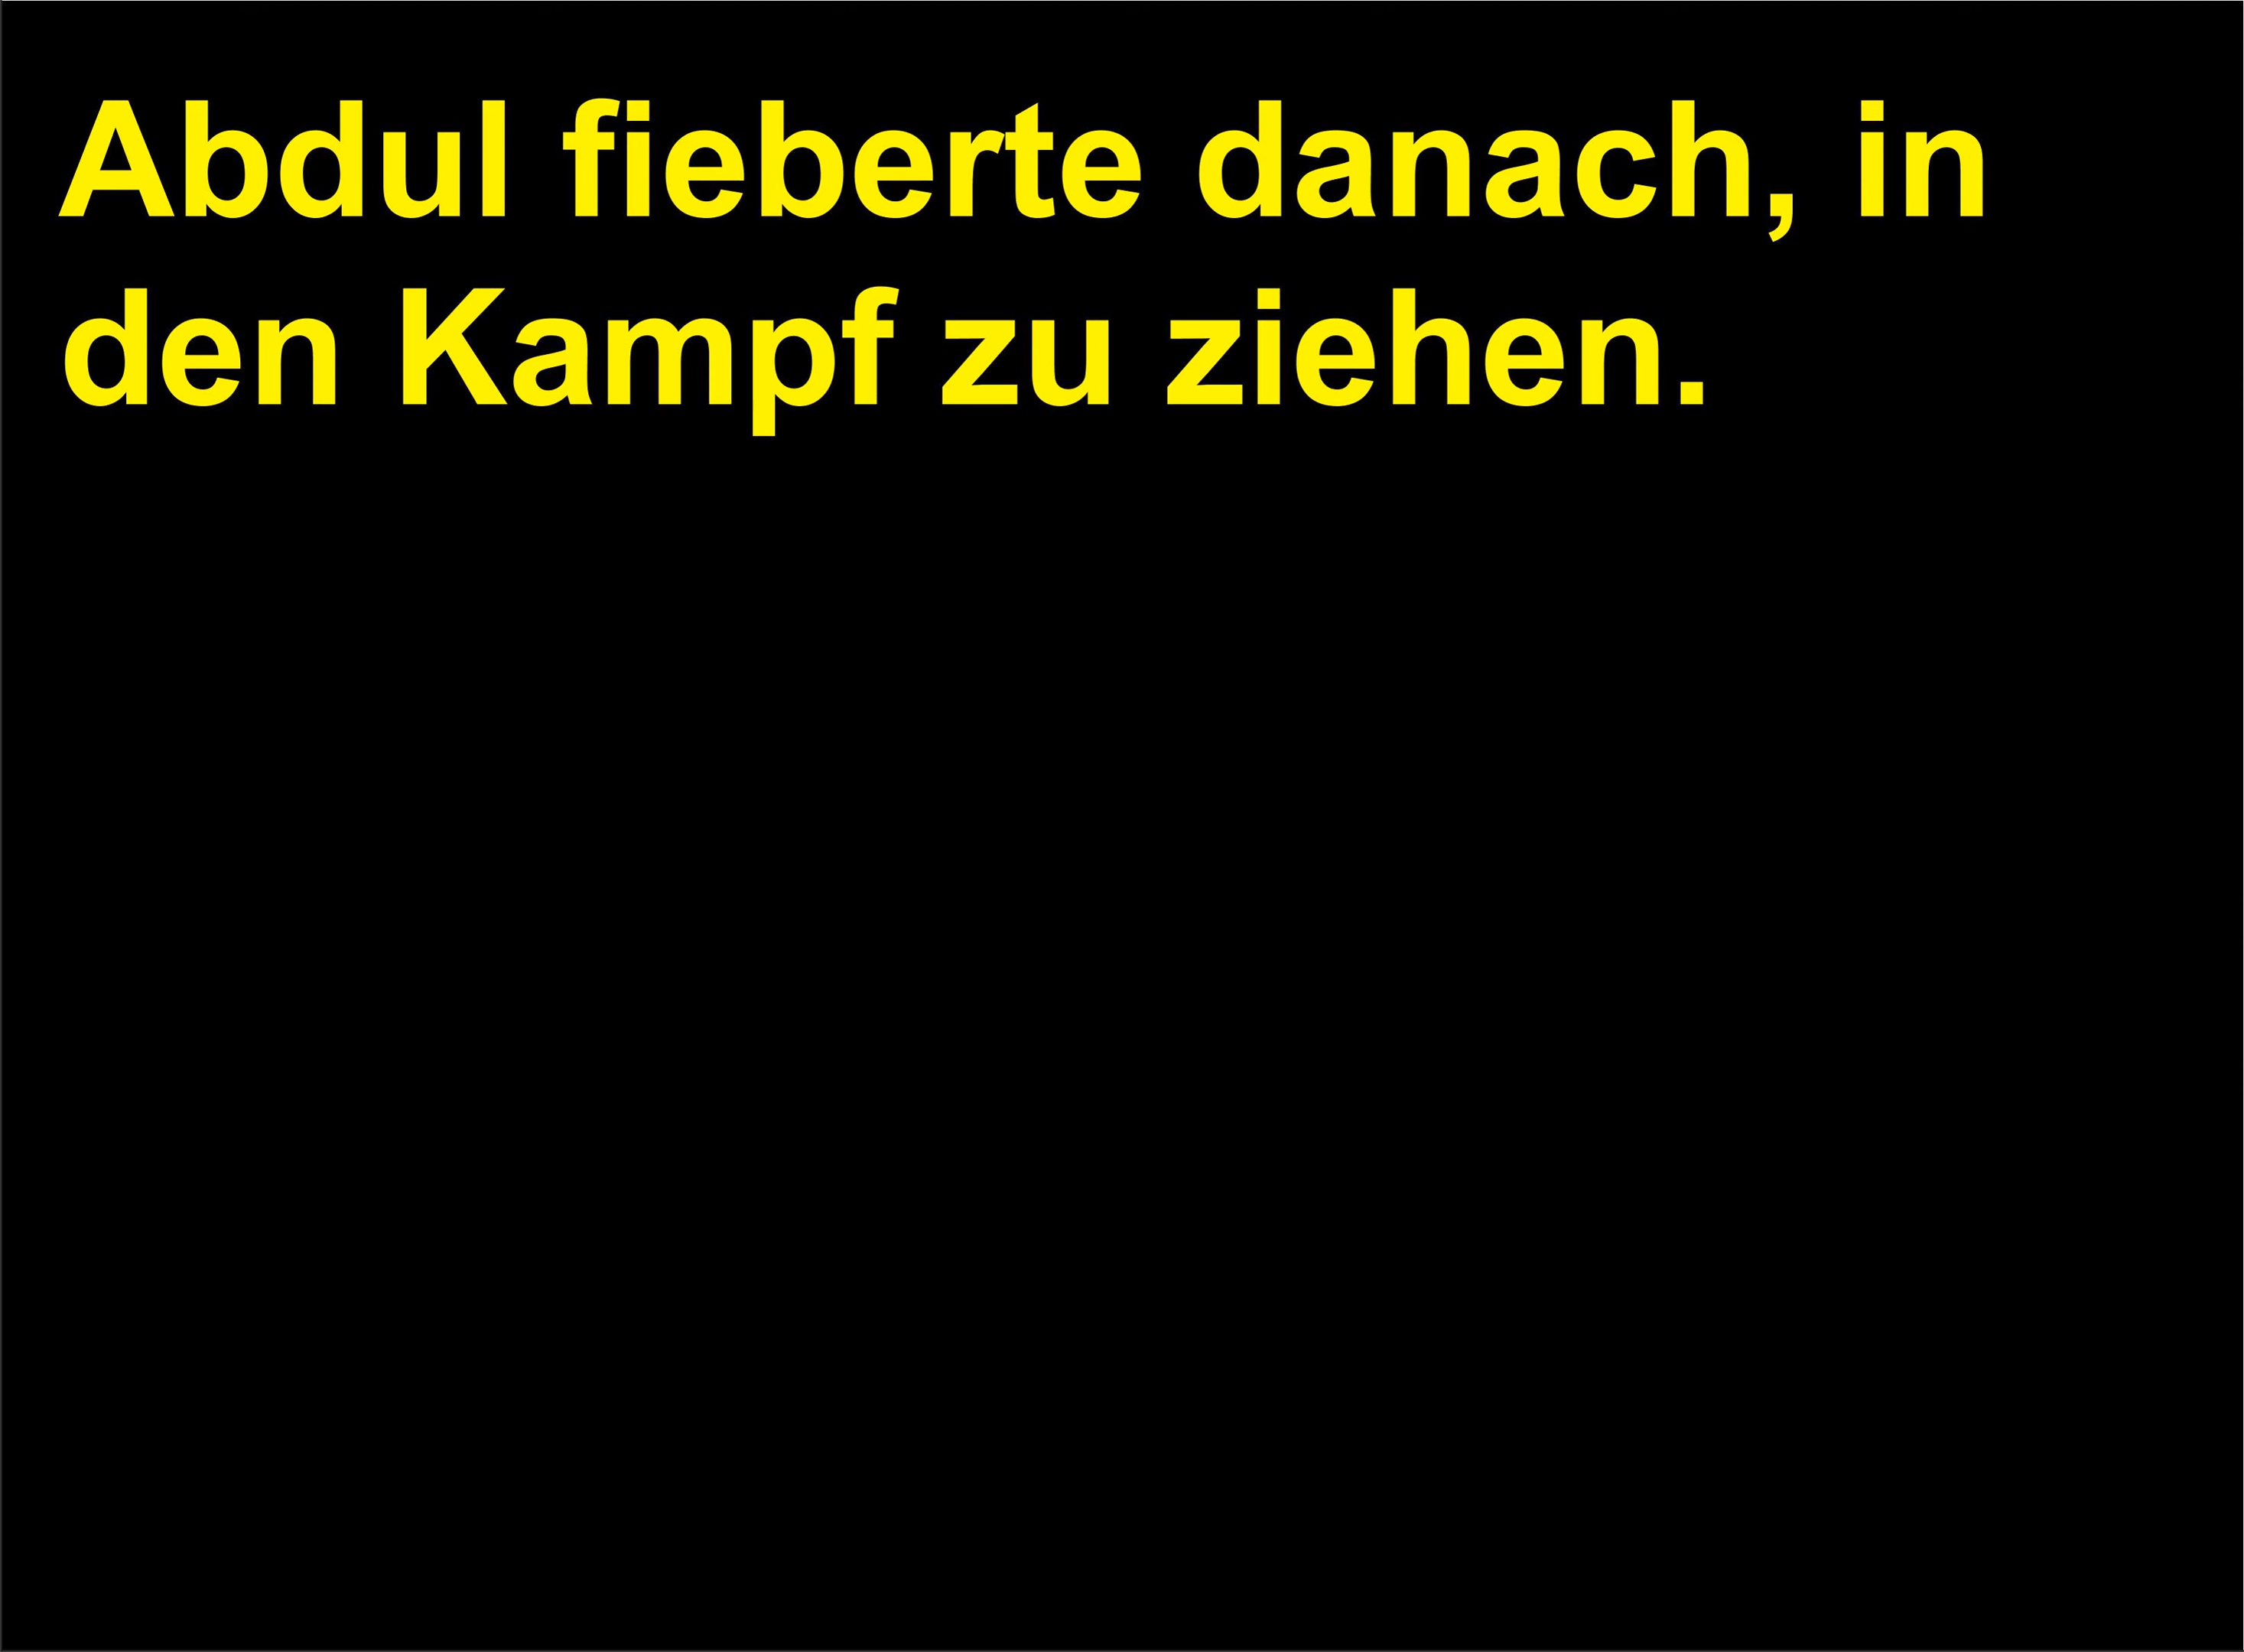 Abdul fieberte danach, in
den Kampf zu ziehen.